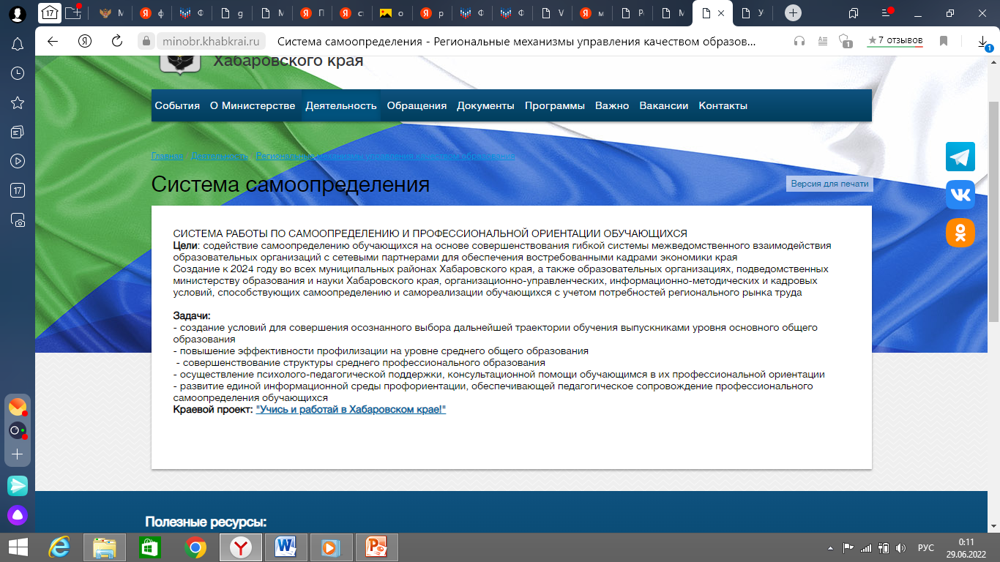 17
М
ф
g
М
П
ст
о
р
Ф
Ф
V
м
М
У
minobr.khabkrai.ru
Система самоопределения - Региональные механизмы управления качеством образов...
1
7 отзывов
1
Хабаровского края
События О Министерстве Деятельность Обращения Документы Программы Важно Вакансии Контакты
Главная Деятельность Региональные механизмы управления качеством образования
Система самоопределения
Версия для печати
17
СИСТЕМА РАБОТЫ ПО САМООПРЕДЕЛЕНИЮ И ПРОФЕССИОНАЛЬНОЙ ОРИЕНТАЦИИ ОБУЧАЮЩИХСЯ
Цели: содействие самоопределению обучающихся на основе совершенствования гибкой системы межведомственного взаимодействия
образовательных организаций с сетевыми партнерами для обеспечения востребованными кадрами экономики края
Создание к 2024 году во всех муниципальных районах Хабаровского края, а также образовательных организациях, подведомственных
министерству образования и науки Хабаровского края, организационно-управленческих, информационно-методических и кадровых
условий, способствующих самоопределению и самореализации обучающихся с учетом потребностей регионального рынка труда
Задачи:
- создание условий для совершения осознанного выбора дальнейшей траектории обучения выпускниками уровня основного общего
образования
- повышение эффективности профилизации на уровне среднего общего образования
- совершенствование структуры среднего профессионального образования
- осуществление психолого-педагогической поддержки, консультационной помощи обучающимся в их профессиональной ориентации
- развитие единой информационной среды профориентации, обеспечивающей педагогическое сопровождение профессионального
самоопределения обучающихся
Краевой проект: "Учись и работай в Хабаровском крае!"
Полезные ресурсы:
РУС
0:11
29.06.2022